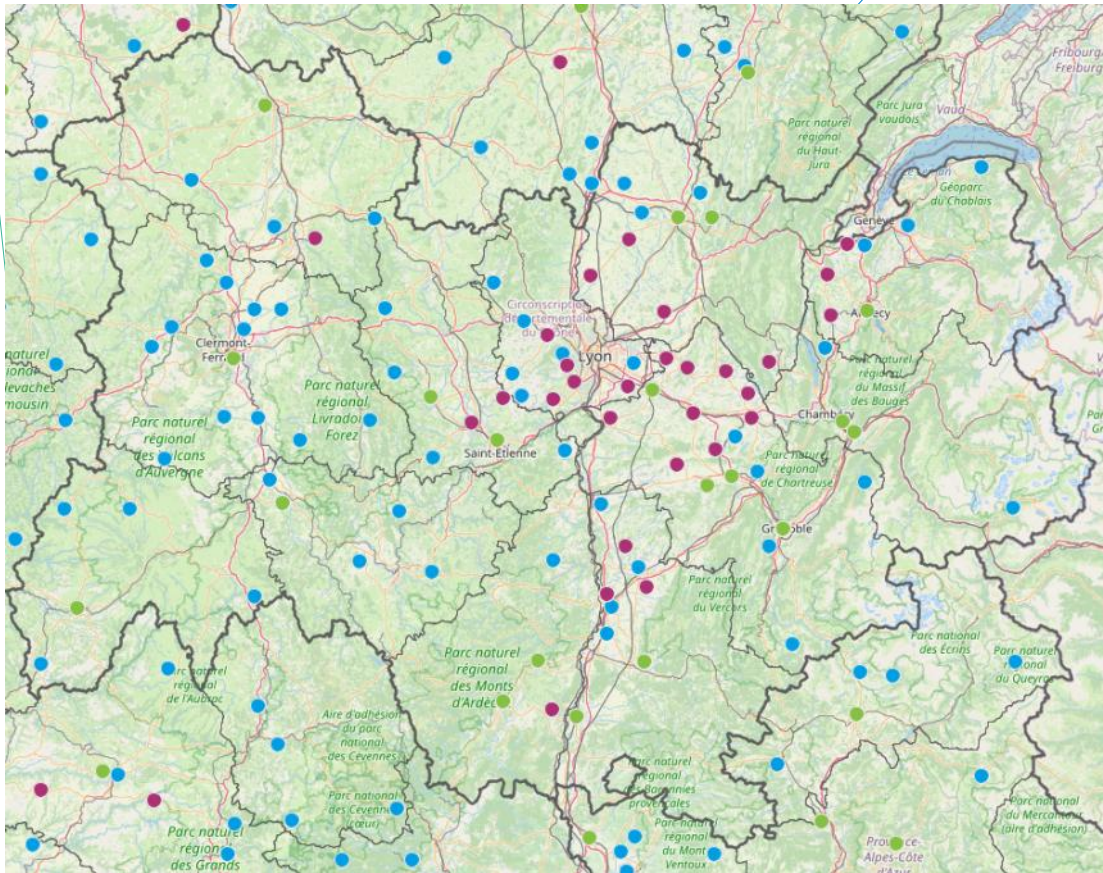 Fribourg
Freiburg
Parc Jura
vaudois
Vaud
Parc naturel
régional
du Haut-
Jura
Géoparc
du Chablais
Genève
Circonscription
départementale
du Rhône
Annecy
Clermont-
Ferrand
Lyon
Parc naturel
régional
du Massif
des Bauges
Parc naturel
régional
Livradois
Forez
Chambéry
Parc naturel
régional
des Volcans
d'Auvergne
Saint-Étienne
Parc naturel
régional
de Chartreuse
Grenoble
Parc naturel
régional
du Vercors
Parc national
des Écrins
Parc naturel
régional
du Queyras
Parc naturel
régional
des Monts
d'Ardèche
Parc naturel
régional
de l'Aubrac
Aire d'adhésion
du parc
national
des Cévennes
Parc naturel
régional
des Baronnies
provençales
Parc national
des Cévennes
(cœur)
Parc national
du Mercantour
(aire d'adhésion)
Parc naturel
régional
des Grands
Parc naturel
régional
du Mont
Ventoux
Provence-
Alpes-Côte
d'Azur